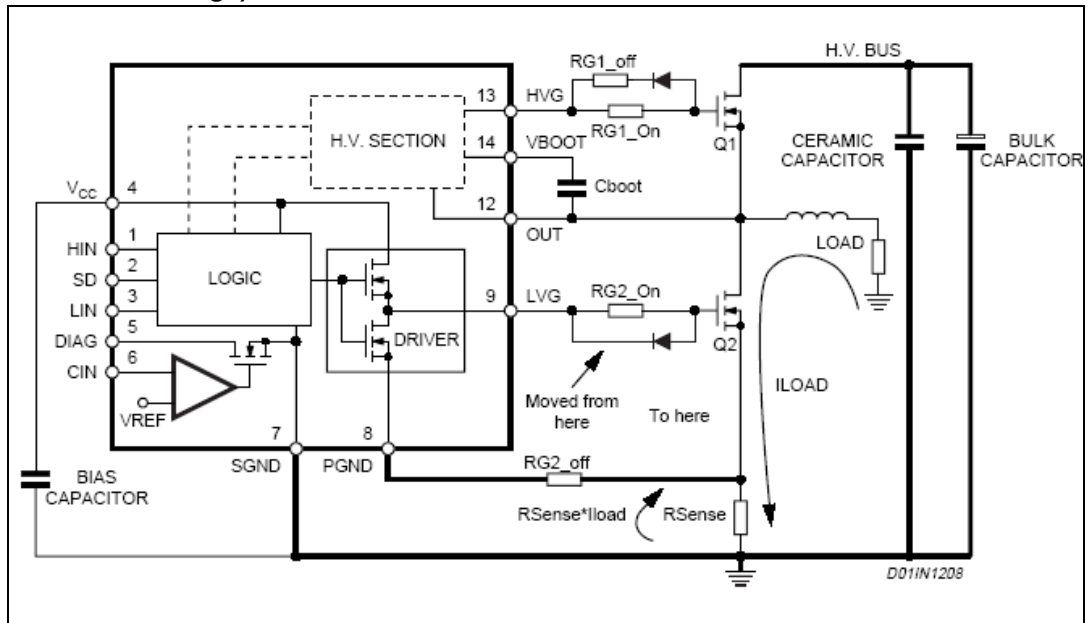 H.V. BUS
RG1_off
13 HVG
RG1_On
Q1
H.V. SECTION
14 VBOOT
CERAMIC
CAPACITOR
BULK
CAPACITOR
Cboot
VCC 4
12
OUT
1
HIN
SD 2
LIN 3
DIAG 5
CIN 6
LOGIC
LOAD
9 LVG
RG2_On
DRIVER
Q2
VREF
ILOAD
Moved from
here
To here
7 8
SGND PGND
RG2_off
BIAS
CAPACITOR
RSense*Iload
RSense
D01IN1208